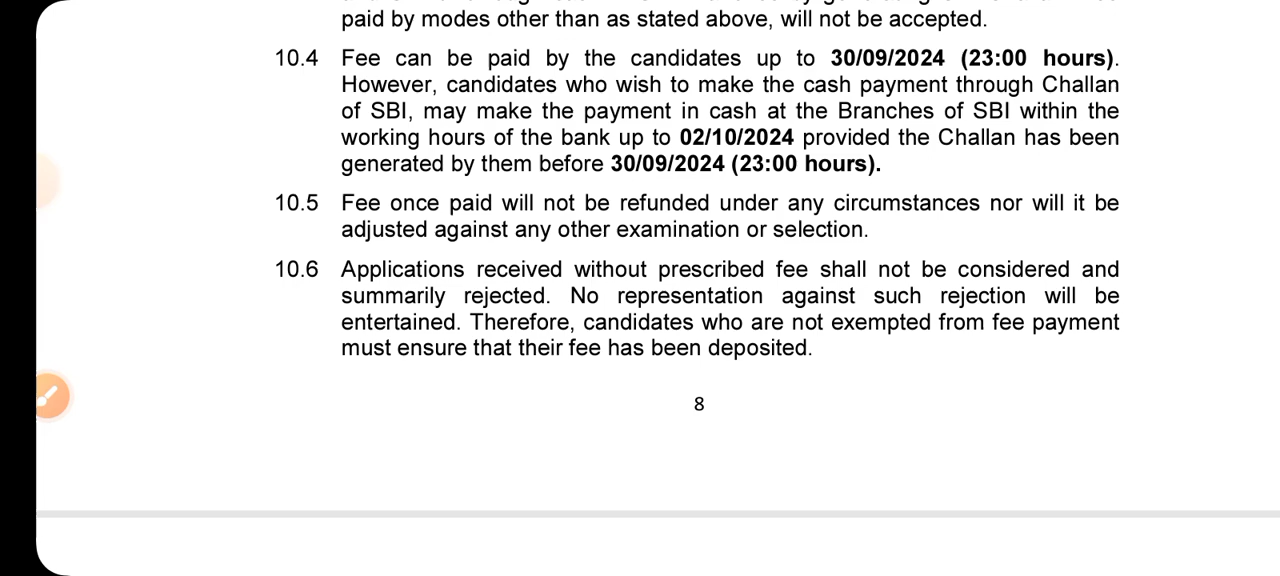 paid by modes other than as stated above, will not be accepted.
10.4 Fee can be paid by the candidates up to 30/09/2024 (23:00 hours).
However, candidates who wish to make the cash payment through Challan
of SBI, may make the payment in cash at the Branches of SBI within the
working hours of the bank up to 02/10/2024 provided the Challan has been
generated by them before 30/09/2024 (23:00 hours).
10.5 Fee once paid will not be refunded under any circumstances nor will it be
adjusted against any other examination or selection.
10.6 Applications received without prescribed fee shall not be considered and
summarily rejected. No representation against such rejection will be
entertained. Therefore, candidates who are not exempted from fee payment
must ensure that their fee has been deposited.
8